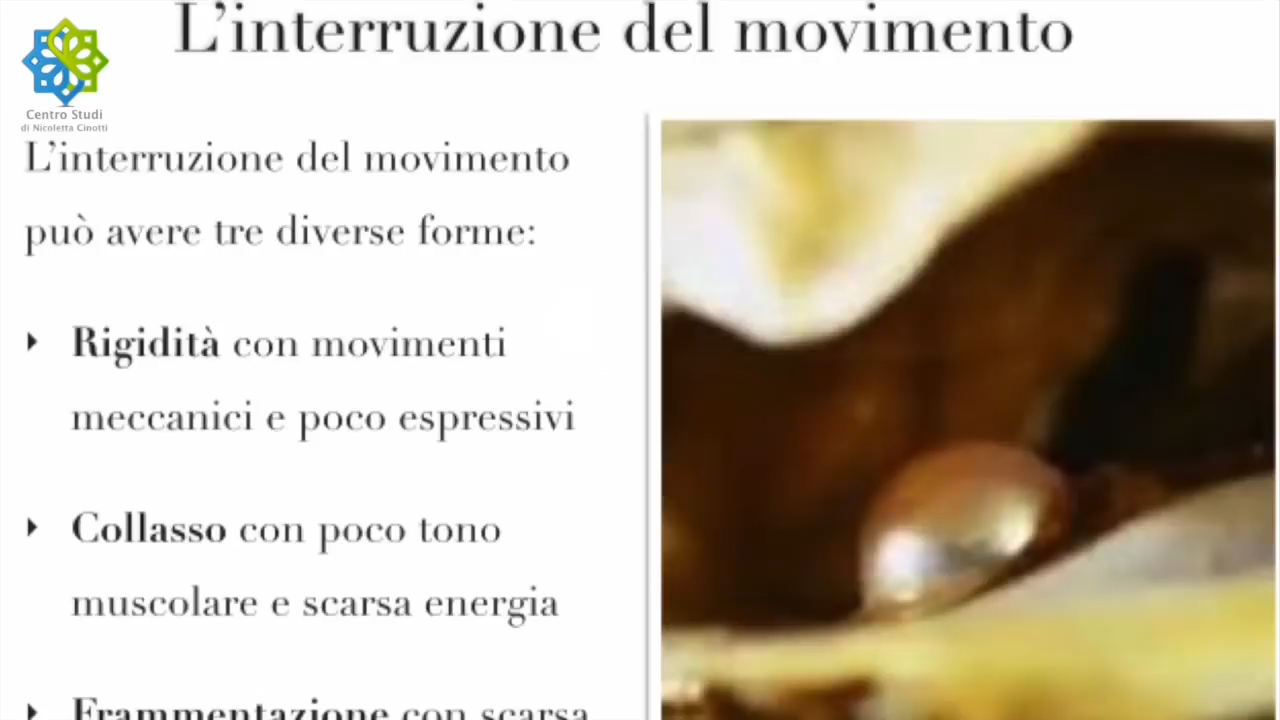 L'interruzione del movimento
Centro Studi
di Nicoletta Cinotti
L'interruzione del movimento
può avere tre diverse forme:
Rigidità con movimenti
meccanici e poco espressivi
Collasso con poco tono
muscolare e scarsa energia
Frammentazione con scarsa